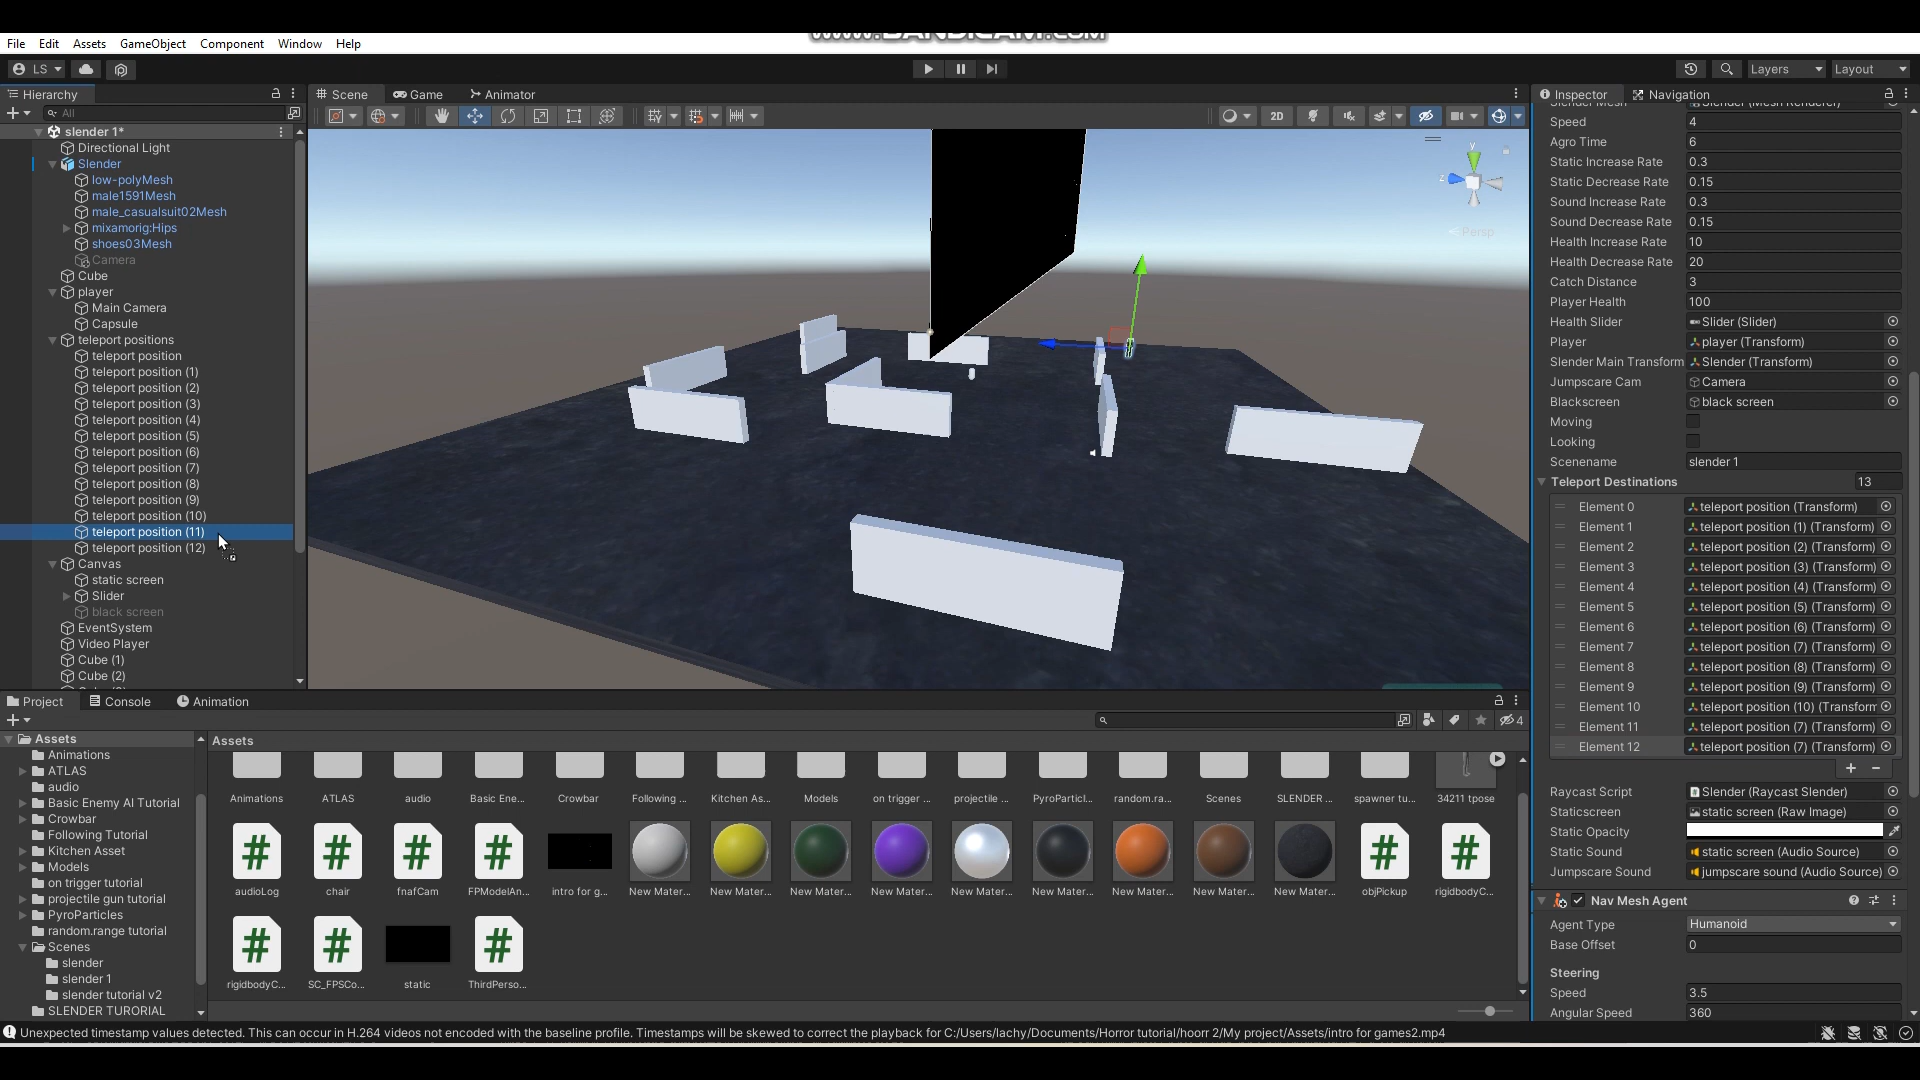 WWW.BANDICAM.COM
File Edit Assets GameObject Component Window Help
LS Layers Layout
Hierarchy Scene Game Animator Inspector Navigation
All 2D
slender 1*
Directional Light
Slender
low-polyMesh
male1591Mesh
male_casualsuit02Mesh
mixamorig:Hips
shoes03Mesh
Camera
Cube
player
Main Camera
Capsule
teleport positions
teleport position
teleport position (1)
teleport position (2)
teleport position (3)
teleport position (4)
teleport position (5)
teleport position (6)
teleport position (7)
teleport position (8)
teleport position (9)
teleport position (10)
teleport position (11)
teleport position (12)
Canvas
static screen
Slider
black screen
EventSystem
Video Player
Cube (1)
Cube (2)
y
z
Persp
Slender Mesh Slender (Mesh Renderer)
Speed 4
Agro Time 6
Static Increase Rate 0.3
Static Decrease Rate 0.15
Sound Increase Rate 0.3
Sound Decrease Rate 0.15
Health Increase Rate 10
Health Decrease Rate 20
Catch Distance 3
Player Health 100
Health Slider Slider (Slider)
Player player (Transform)
Slender Main Transform Slender (Transform)
Jumpscare Cam Camera
Blackscreen black screen
Moving
Looking
Scenename slender 1
Teleport Destinations 13
Element 0 teleport position (Transform)
Element 1 teleport position (1) (Transform)
Element 2 teleport position (2) (Transform)
Element 3 teleport position (3) (Transform)
Element 4 teleport position (4) (Transform)
Element 5 teleport position (5) (Transform)
Element 6 teleport position (6) (Transform)
Element 7 teleport position (7) (Transform)
Element 8 teleport position (8) (Transform)
Element 9 teleport position (9) (Transform)
Element 10 teleport position (10) (Transform
Element 11 teleport position (7) (Transform)
Element 12 teleport position (7) (Transform)
Raycast Script Slender (Raycast Slender)
Staticscreen static screen (Raw Image)
Static Opacity
Static Sound static screen (Audio Source)
Jumpscare Sound jumpscare sound (Audio Source)
Nav Mesh Agent
Agent Type Humanoid
Base Offset 0
Steering
Speed 3.5
Angular Speed 360
Project Console Animation
4
Assets
Animations
ATLAS
audio
Basic Enemy AI Tutorial
Crowbar
Following Tutorial
Kitchen Asset
Models
on trigger tutorial
projectile gun tutorial
PyroParticles
random.range tutorial
Scenes
slender
slender 1
slender tutorial v2
SLENDER TURORIAL
Assets
Animations ATLAS audio Basic Ene... Crowbar Following ... Kitchen As... Models on trigger ... projectile ... PyroParticl... random.ra... Scenes SLENDER ... spawner tu... 34211 tpose
audioLog chair fnafCam FPModelAn... intro for g... New Mater... New Mater... New Mater... New Mater... New Mater... New Mater... New Mater... New Mater... New Mater... objPickup rigidbodyC...
rigidbodyC... SC_FPSCo... static ThirdPerso...
Unexpected timestamp values detected. This can occur in H.264 videos not encoded with the baseline profile. Timestamps will be skewed to correct the playback for C:/Users/lachy/Documents/Horror tutorial/hoorr 2/My project/Assets/intro for games2.mp4